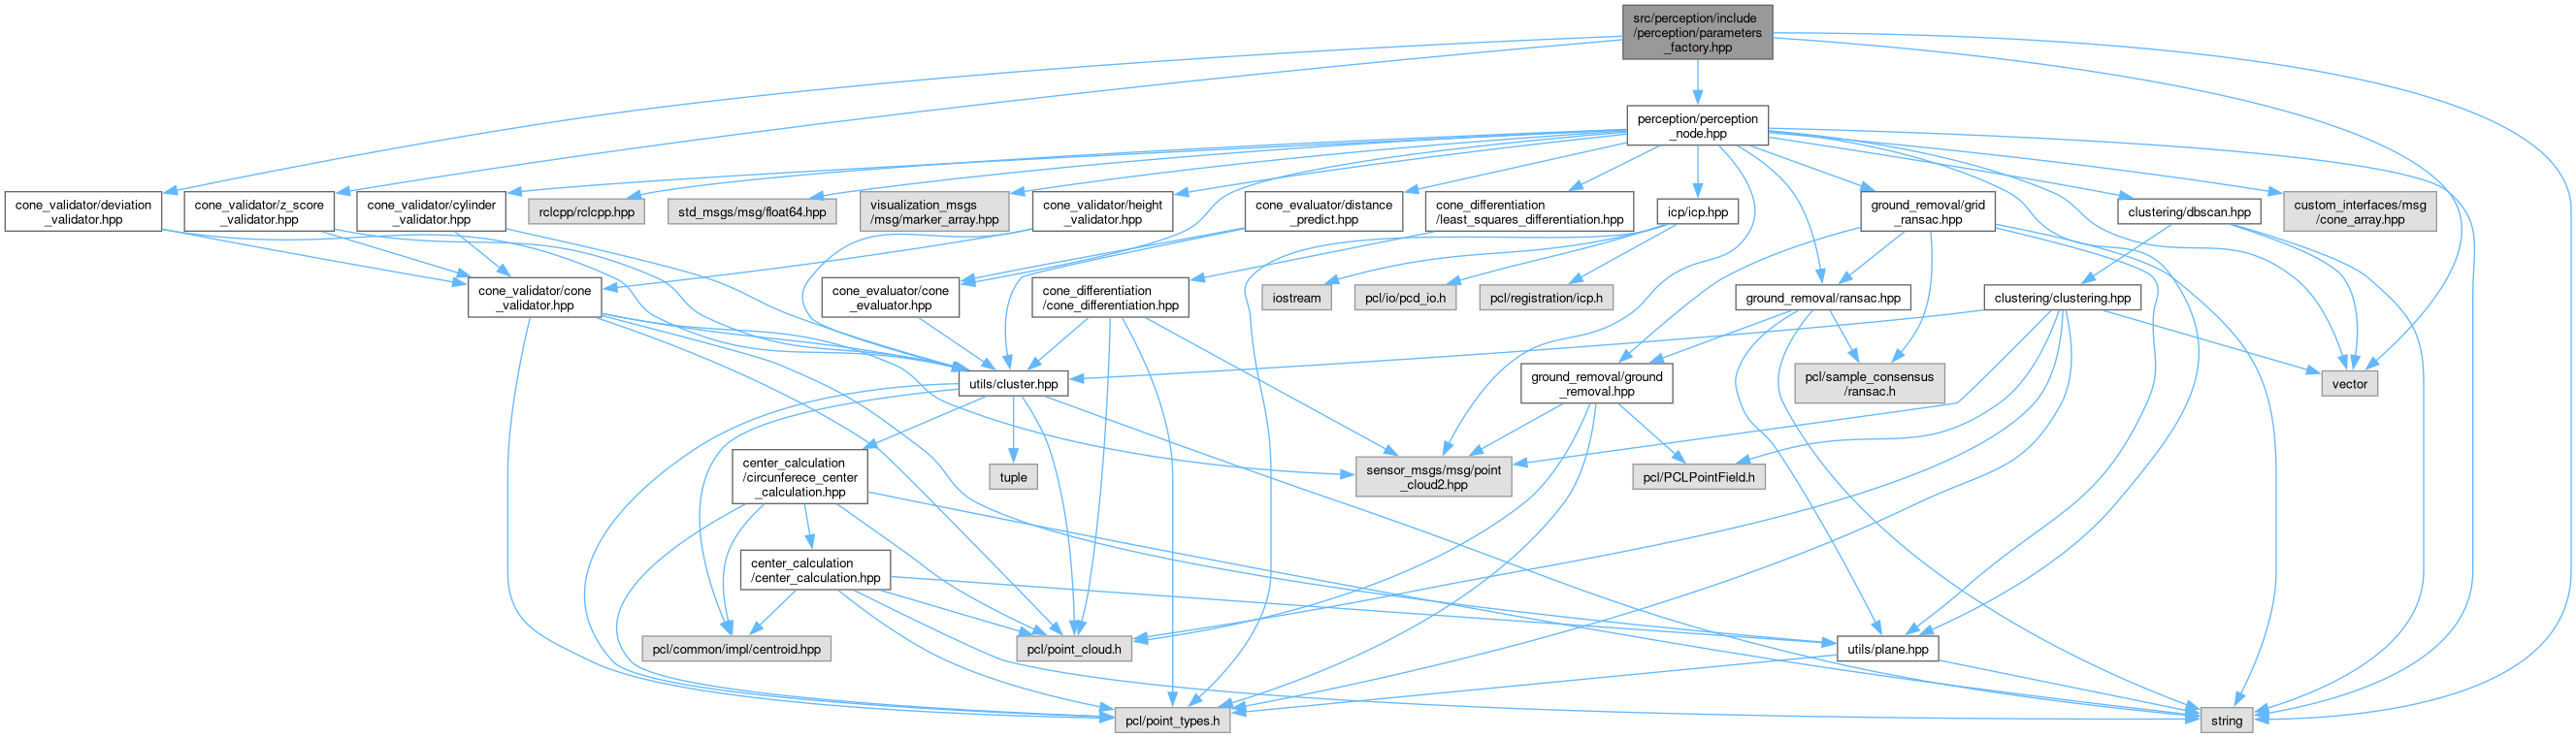 src/perception/include
/perception/parameters
_factory.hpp
perception/perception
_node.hpp
cone_validator/deviation
_validator.hpp
cone_validator/z_score
_validator.hpp
cone_validator/cylinder
_validator.hpp
rclcpp/rclcpp.hpp
std_msgs/msg/float64.hpp
visualization_msgs
/msg/marker_array.hpp
cone_validator/height
_validator.hpp
cone_evaluator/distance
_predict.hpp
cone_differentiation
/least_squares_differentiation.hpp
icp/icp.hpp
ground_removal/grid
_ransac.hpp
clustering/dbscan.hpp
custom_interfaces/msg
/cone_array.hpp
cone_validator/cone
_validator.hpp
cone_evaluator/cone
_evaluator.hpp
cone_differentiation
/cone_differentiation.hpp
iostream
pcl/io/pcd_io.h
pcl/registration/icp.h
ground_removal/ransac.hpp
clustering/clustering.hpp
utils/cluster.hpp
ground_removal/ground
_removal.hpp
pcl/sample_consensus
/ransac.h
vector
center_calculation
/circunferece_center
_calculation.hpp
tuple
sensor_msgs/msg/point
_cloud2.hpp
pcl/PCLPointField.h
center_calculation
/center_calculation.hpp
pcl/common/impl/centroid.hpp
pcl/point_cloud.h
utils/plane.hpp
pcl/point_types.h
string